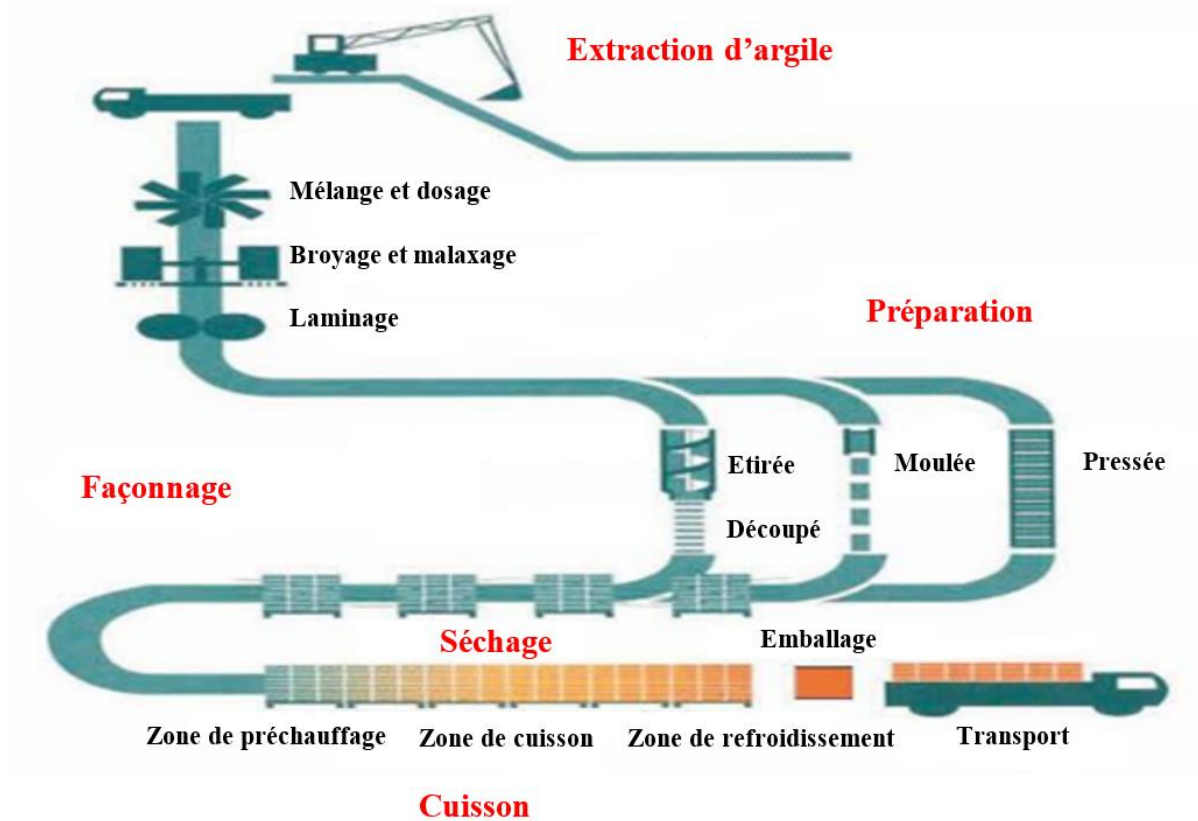 Extraction d’argile
Mélange et dosage
Broyage et malaxage
Laminage
Préparation
Etirée
Moulée
Pressée
Façonnage
Découpé
Séchage
Emballage
Zone de préchauffage
Zone de cuisson
Zone de refroidissement
Transport
Cuisson